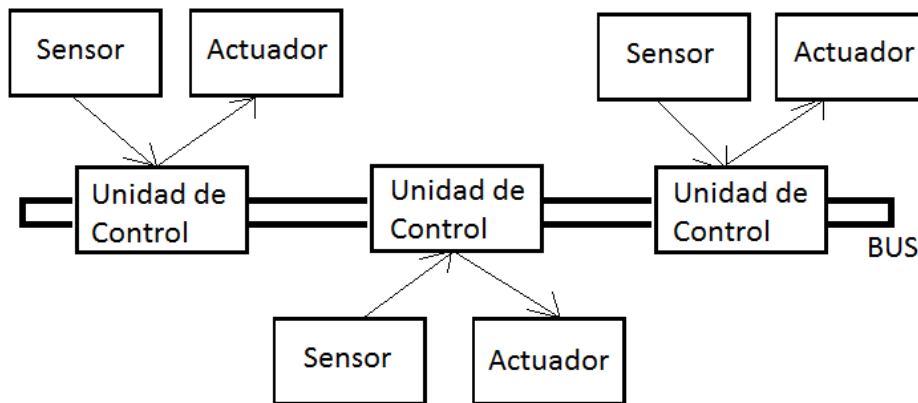 Sensor
Actuador
Sensor
Actuador
Unidad de
Control
Unidad de
Control
Unidad de
Control
BUS
Sensor
Actuador